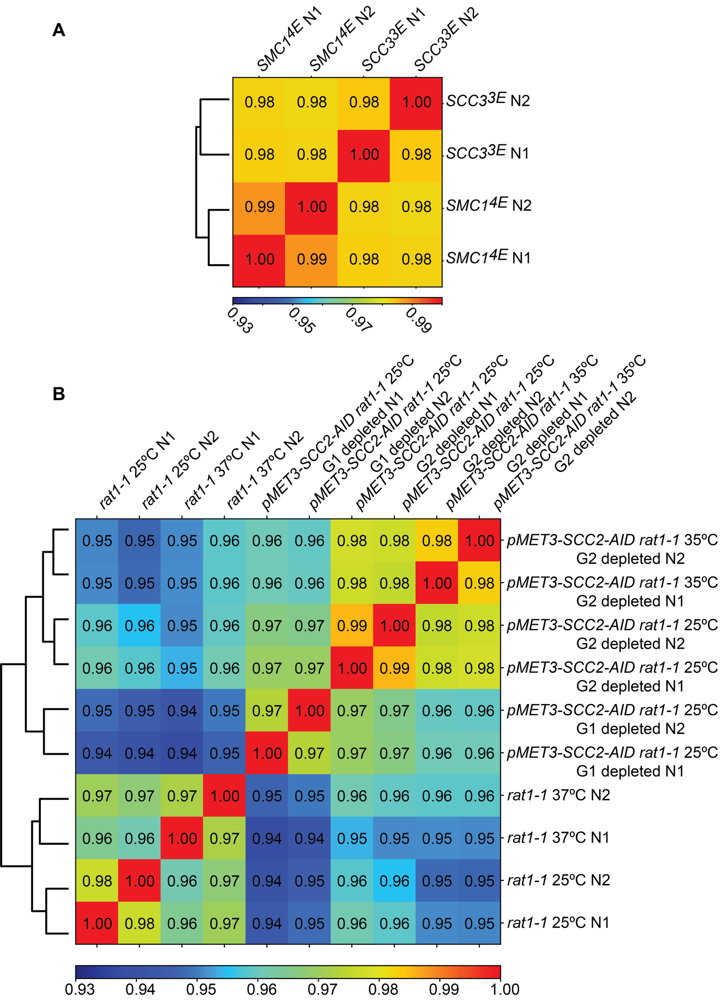 A
SMC1^4E N1
SMC1^4E N2
SCC3^3E N1
SCC3^3E N2
0.98 0.98 0.98 1.00 SCC3^3E N2
0.98 0.98 1.00 0.98 SCC3^3E N1
0.99 1.00 0.98 0.98 SMC1^4E N2
1.00 0.99 0.98 0.98 SMC1^4E N1
0.93 0.95 0.97 0.99
B
rat1-1 25ºC N1
rat1-1 25ºC N2
rat1-1 37ºC N1
rat1-1 37ºC N2
pMET3-SCC2-AID rat1-1 25ºC
G1 depleted N1
pMET3-SCC2-AID rat1-1 25ºC
G1 depleted N2
pMET3-SCC2-AID rat1-1 25ºC
G2 depleted N1
pMET3-SCC2-AID rat1-1 25ºC
G2 depleted N2
pMET3-SCC2-AID rat1-1 35ºC
G2 depleted N1
pMET3-SCC2-AID rat1-1 35ºC
G2 depleted N2
0.95 0.95 0.95 0.96 0.96 0.96 0.98 0.98 0.98 1.00 pMET3-SCC2-AID rat1-1 35ºC
G2 depleted N2
0.95 0.95 0.95 0.96 0.96 0.96 0.98 0.98 1.00 0.98 pMET3-SCC2-AID rat1-1 35ºC
G2 depleted N1
0.96 0.96 0.95 0.96 0.97 0.97 0.99 1.00 0.98 0.98 pMET3-SCC2-AID rat1-1 25ºC
G2 depleted N2
0.96 0.96 0.95 0.96 0.97 0.97 1.00 0.99 0.98 0.98 pMET3-SCC2-AID rat1-1 25ºC
G2 depleted N1
0.95 0.95 0.94 0.95 0.97 1.00 0.97 0.97 0.96 0.96 pMET3-SCC2-AID rat1-1 25ºC
G1 depleted N2
0.94 0.94 0.94 0.95 1.00 0.97 0.97 0.97 0.96 0.96 pMET3-SCC2-AID rat1-1 25ºC
G1 depleted N1
0.97 0.97 0.97 1.00 0.95 0.95 0.96 0.96 0.96 0.96 rat1-1 37ºC N2
0.96 0.96 1.00 0.97 0.94 0.94 0.95 0.95 0.95 0.95 rat1-1 37ºC N1
0.98 1.00 0.96 0.97 0.94 0.95 0.96 0.96 0.95 0.95 rat1-1 25ºC N2
1.00 0.98 0.96 0.97 0.94 0.95 0.96 0.96 0.95 0.95 rat1-1 25ºC N1
0.93 0.94 0.95 0.96 0.97 0.98 0.99 1.00